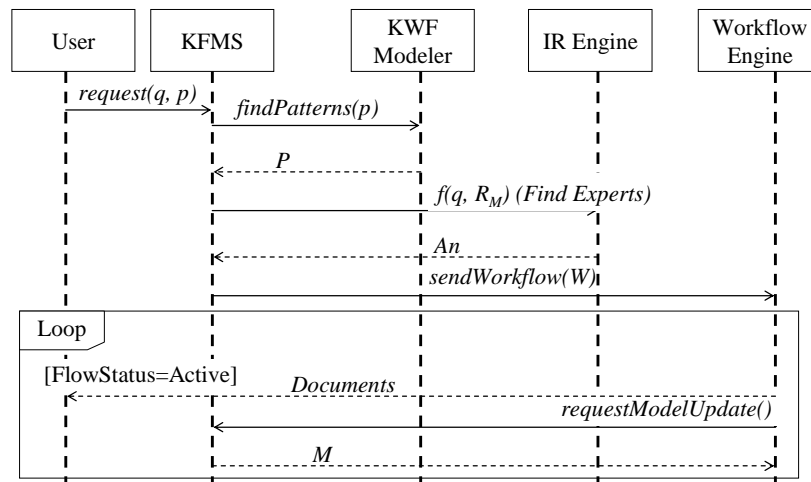 User
KFMS
KWF
Modeler
IR Engine
Workflow
Engine
request(q, p)
findPatterns(p)
P
f(q, R_M) (Find Experts)
An
sendWorkflow(W)
Loop
[FlowStatus=Active]
Documents
requestModelUpdate()
M